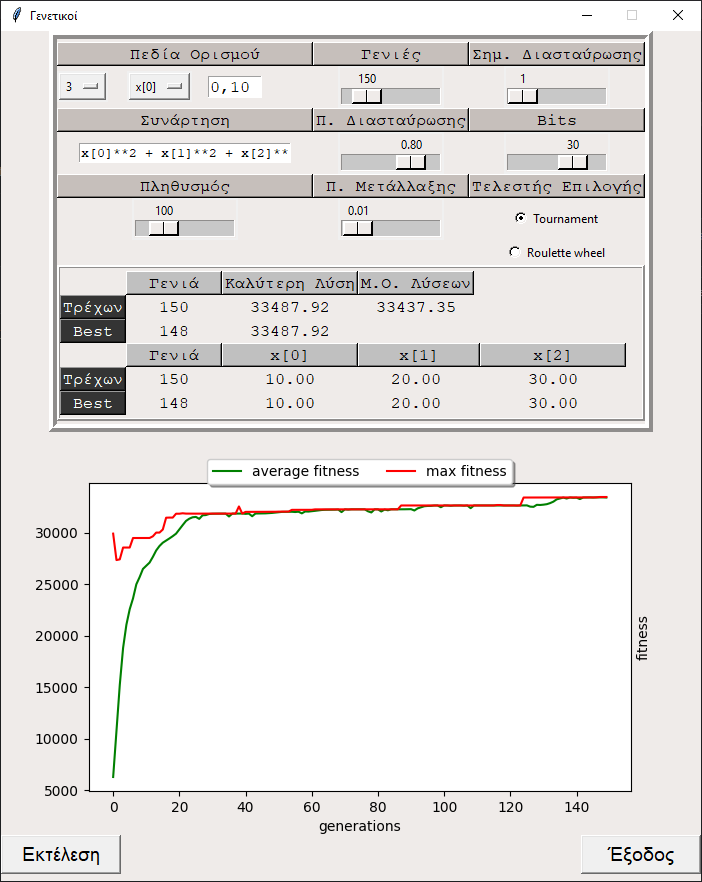 Γενετικοί
Πεδία Ορισμού Γενιές Σημ. Διασταύρωσης
3 x[0] 0,10 150 1
Συνάρτηση Π. Διασταύρωσης Bits
x[0]**2 + x[1]**2 + x[2]** 0.80 30
Πληθυσμός Π. Μετάλλαξης Τελεστής Επιλογής
100 0.01 Tournament
Roulette wheel
Γενιά Καλύτερη Λύση Μ.Ο. Λύσεων
Τρέχων 150 33487.92 33437.35
Best 148 33487.92
Γενιά x[0] x[1] x[2]
Τρέχων 150 10.00 20.00 30.00
Best 148 10.00 20.00 30.00
average fitness max fitness
30000
25000
20000
15000
10000
5000
fitness
0 20 40 60 80 100 120 140
generations
Εκτέλεση Έξοδος